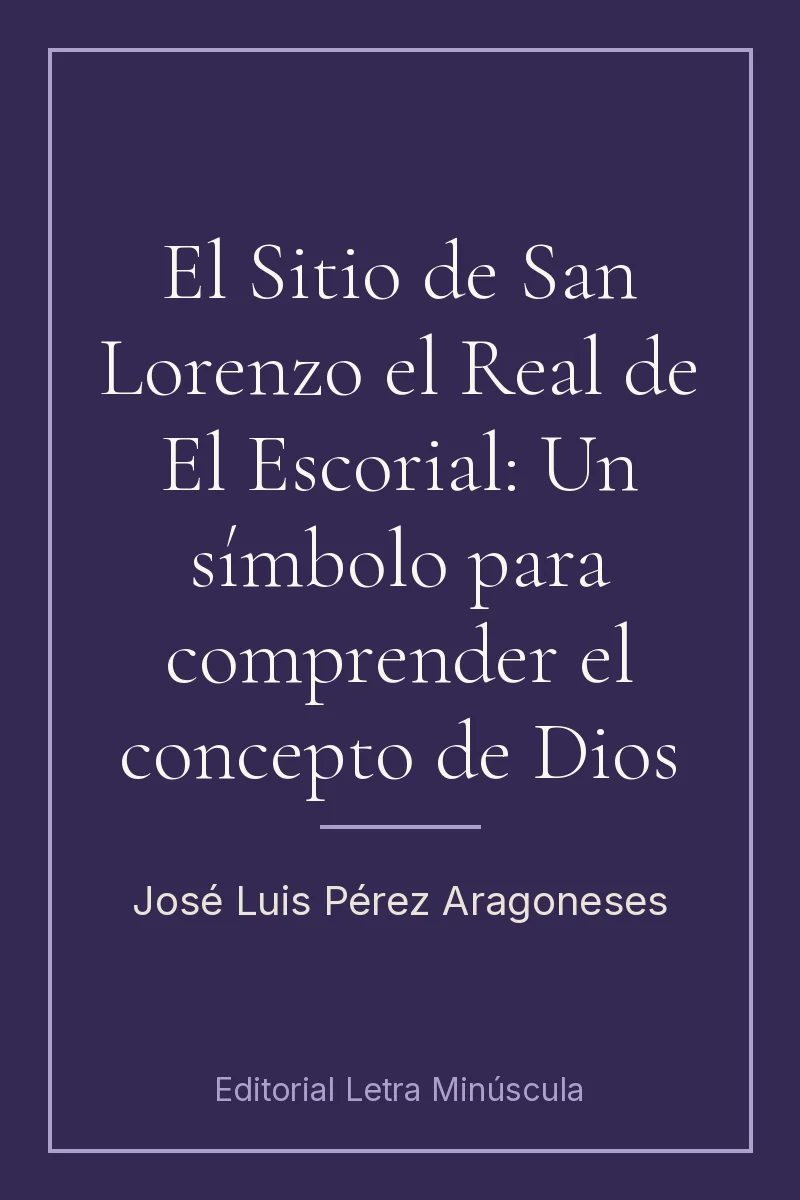 El Sitio de San
Lorenzo el Real de
El Escorial: Un
símbolo para
comprender el
concepto de Dios
José Luis Pérez Aragoneses
Editorial Letra Minúscula